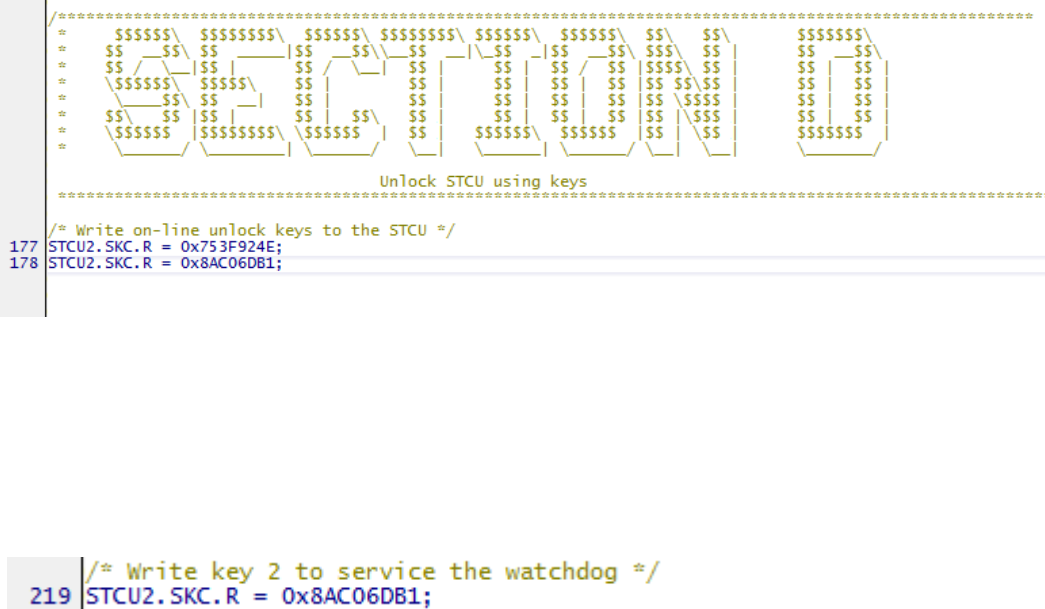 SECTION D
Unlock STCU using keys
/* Write on-line unlock keys to the STCU */
177 STCU2.SKC.R = 0x753F924E;
178 STCU2.SKC.R = 0x8AC06DB1;
/* Write key 2 to service the watchdog */
219 STCU2.SKC.R = 0x8AC06DB1;